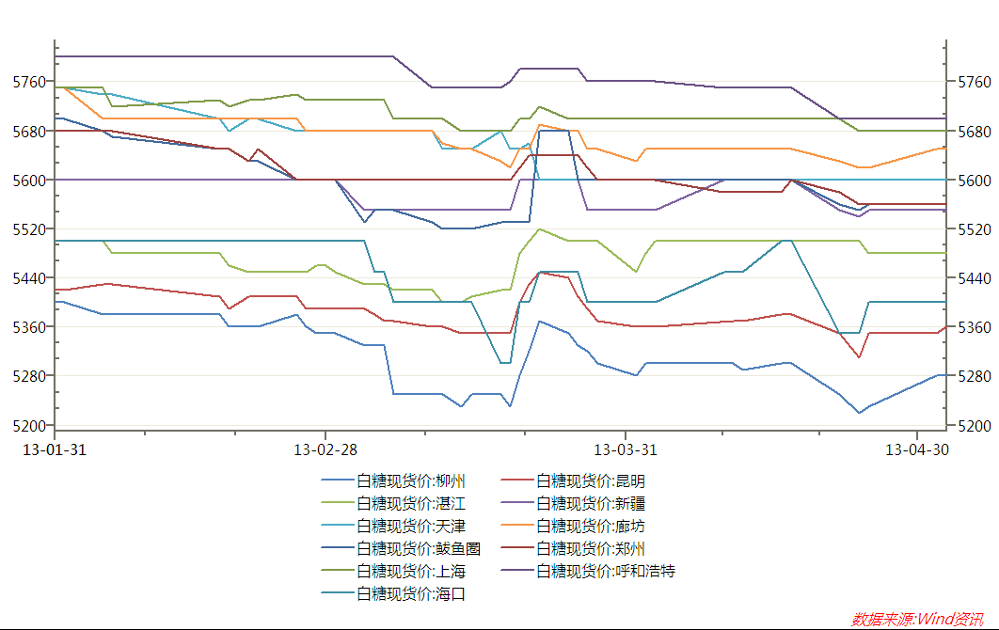 5760 5760
5680 5680
5600 5600
5520 5520
5440 5440
5360 5360
5280 5280
5200 5200
13-01-31 13-02-28 13-03-31 13-04-30
白糖现货价:柳州 白糖现货价:昆明
白糖现货价:湛江 白糖现货价:新疆
白糖现货价:天津 白糖现货价:廊坊
白糖现货价:鲅鱼圈 白糖现货价:郑州
白糖现货价:上海 白糖现货价:呼和浩特
白糖现货价:海口
数据来源:Wind资讯